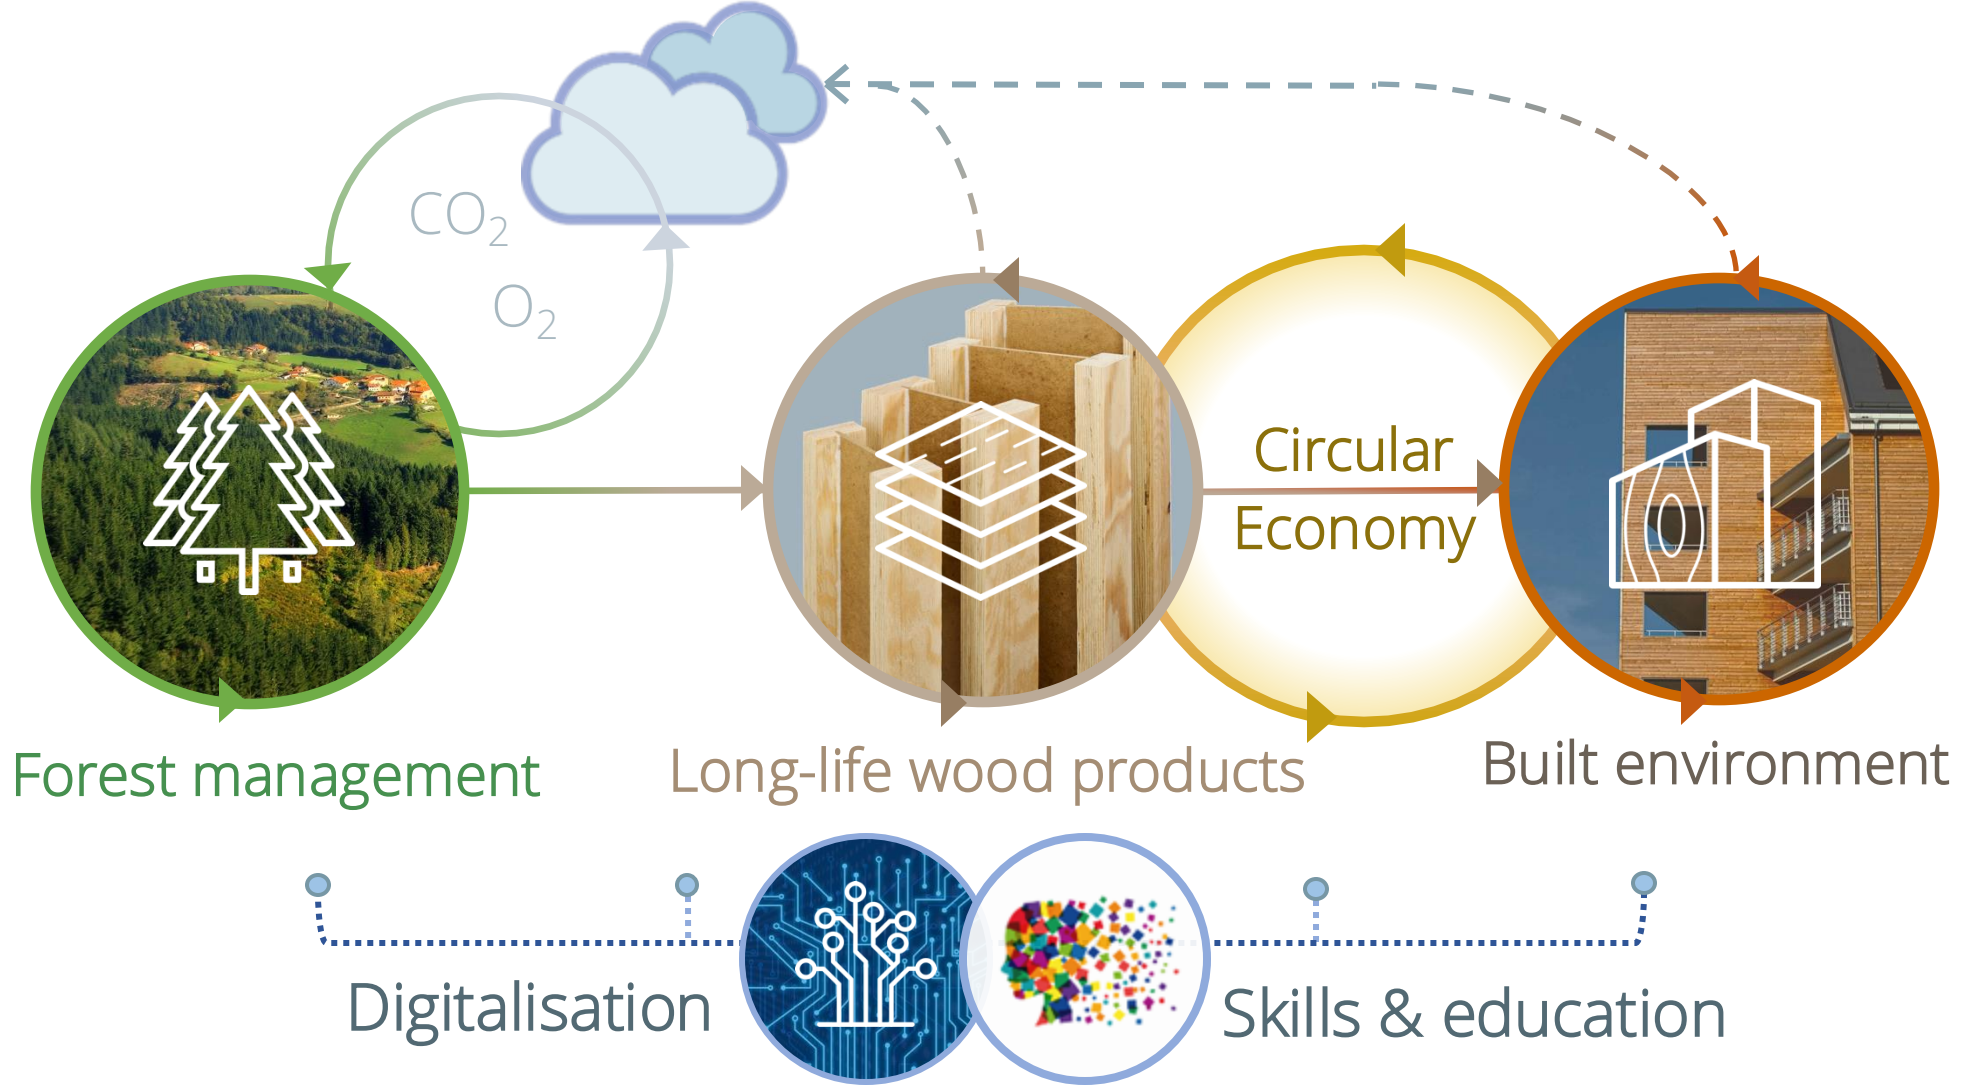 CO₂
O₂
Circular
Economy
Forest management
Long-life wood products
Built environment
Digitalisation
Skills & education